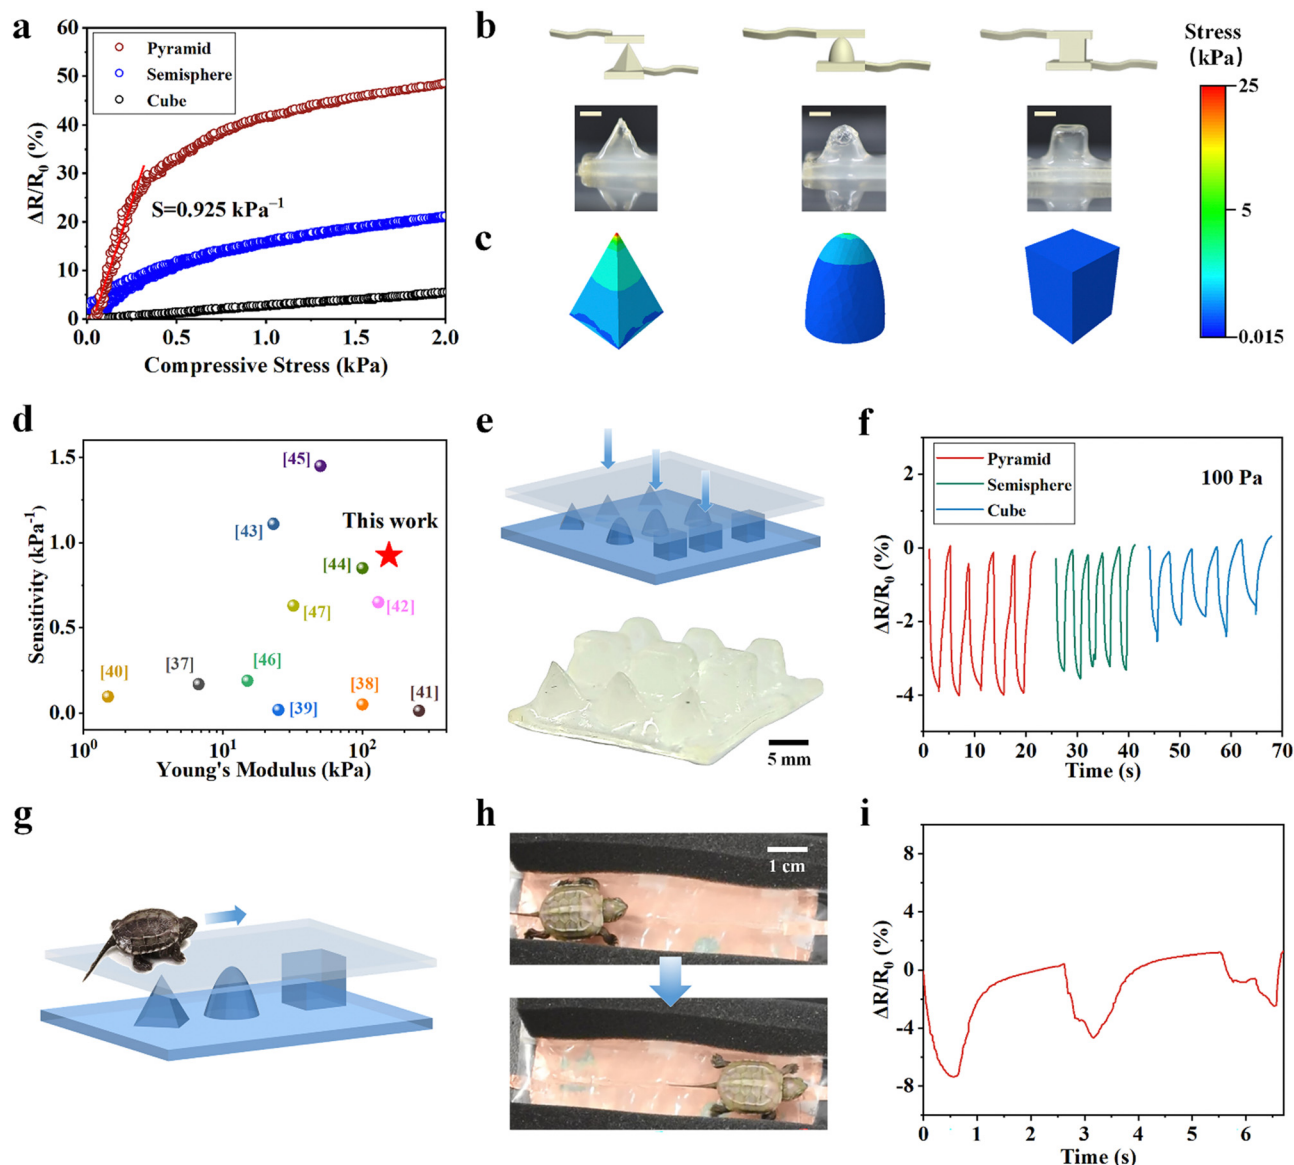 a
60
50
40
30
20
10
0
ΔR/R0 (%)
Pyramid
Semisphere
Cube
S=0.925 kPa−1
0.0
0.5
1.0
1.5
2.0
Compressive Stress (kPa)
b
Stress
(kPa)
25
5
0.015
c
d
1.5
1.0
0.5
0.0
Sensitivity (kPa-1)
[45]
[43]
This work
[44]
[47]
[42]
[40]
[37]
[46]
[39]
[38]
[41]
100
101
102
Young's Modulus (kPa)
e
5 mm
f
2
0
-2
-4
ΔR/R0 (%)
Pyramid
Semisphere
Cube
100 Pa
0
10
20
30
40
50
60
70
Time (s)
g
h
1 cm
i
8
4
0
-4
-8
ΔR/R0 (%)
0
1
2
3
4
5
6
Time (s)